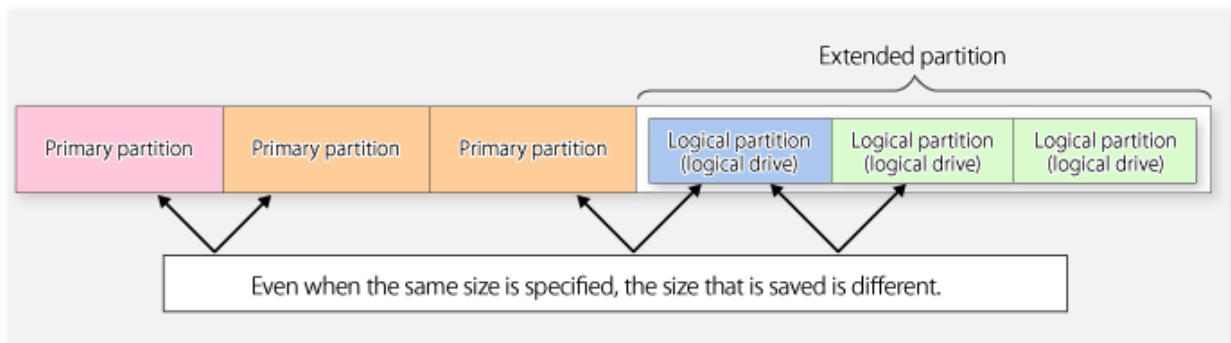 Extended partition
Primary partition
Primary partition
Primary partition
Logical partition
(logical drive)
Logical partition
(logical drive)
Logical partition
(logical drive)
Even when the same size is specified, the size that is saved is different.